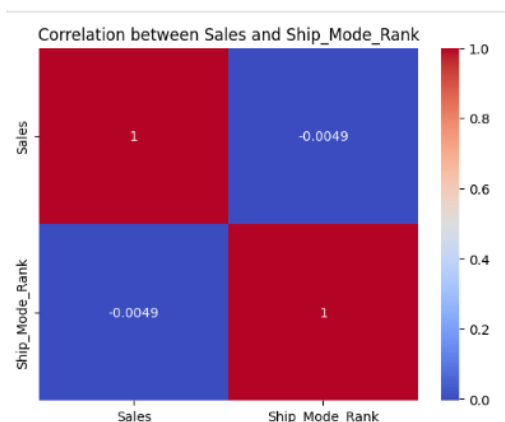 Correlation between Sales and Ship_Mode_Rank
Sales
1
-0.0049
Ship_Mode_Rank
-0.0049
1
Sales
Ship_Mode_Rank
1.0
0.8
0.6
0.4
0.2
0.0